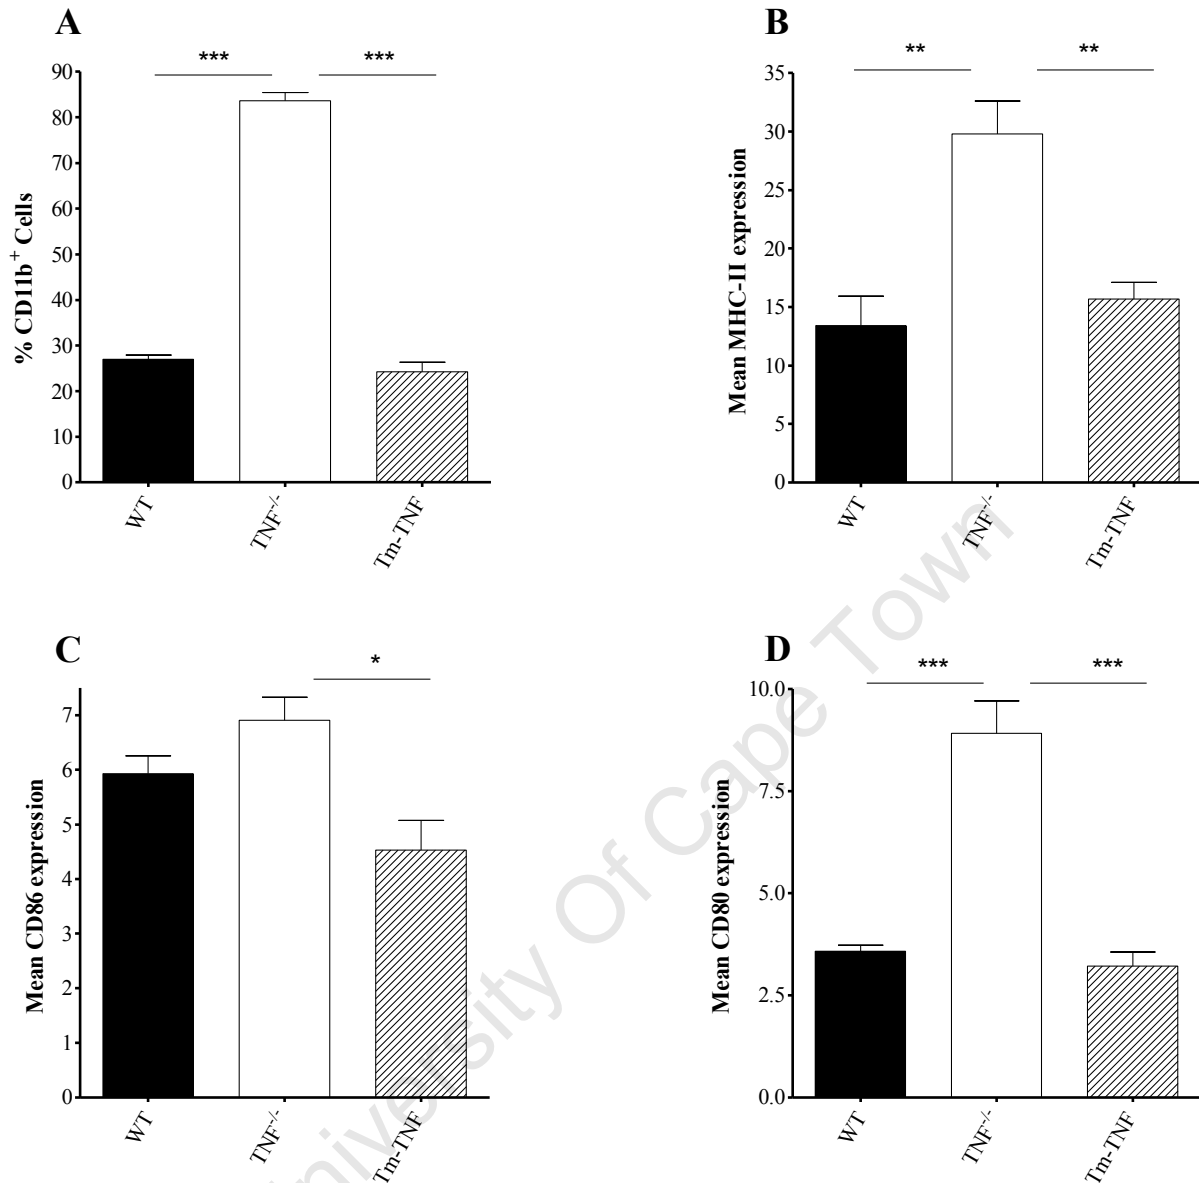 A
*** ***
90
80
70
60
50
40
30
20
10
0
% CD11b+ Cells
WT
TNF-/-
Tm-TNF
B
** **
35
30
25
20
15
10
5
0
Mean MHC-II expression
WT
TNF-/-
Tm-TNF
C
*
7
6
5
4
3
2
1
0
Mean CD86 expression
WT
TNF-/-
Tm-TNF
D
*** ***
10.0
7.5
5.0
2.5
0.0
Mean CD80 expression
WT
TNF-/-
Tm-TNF
University Of Cape Town